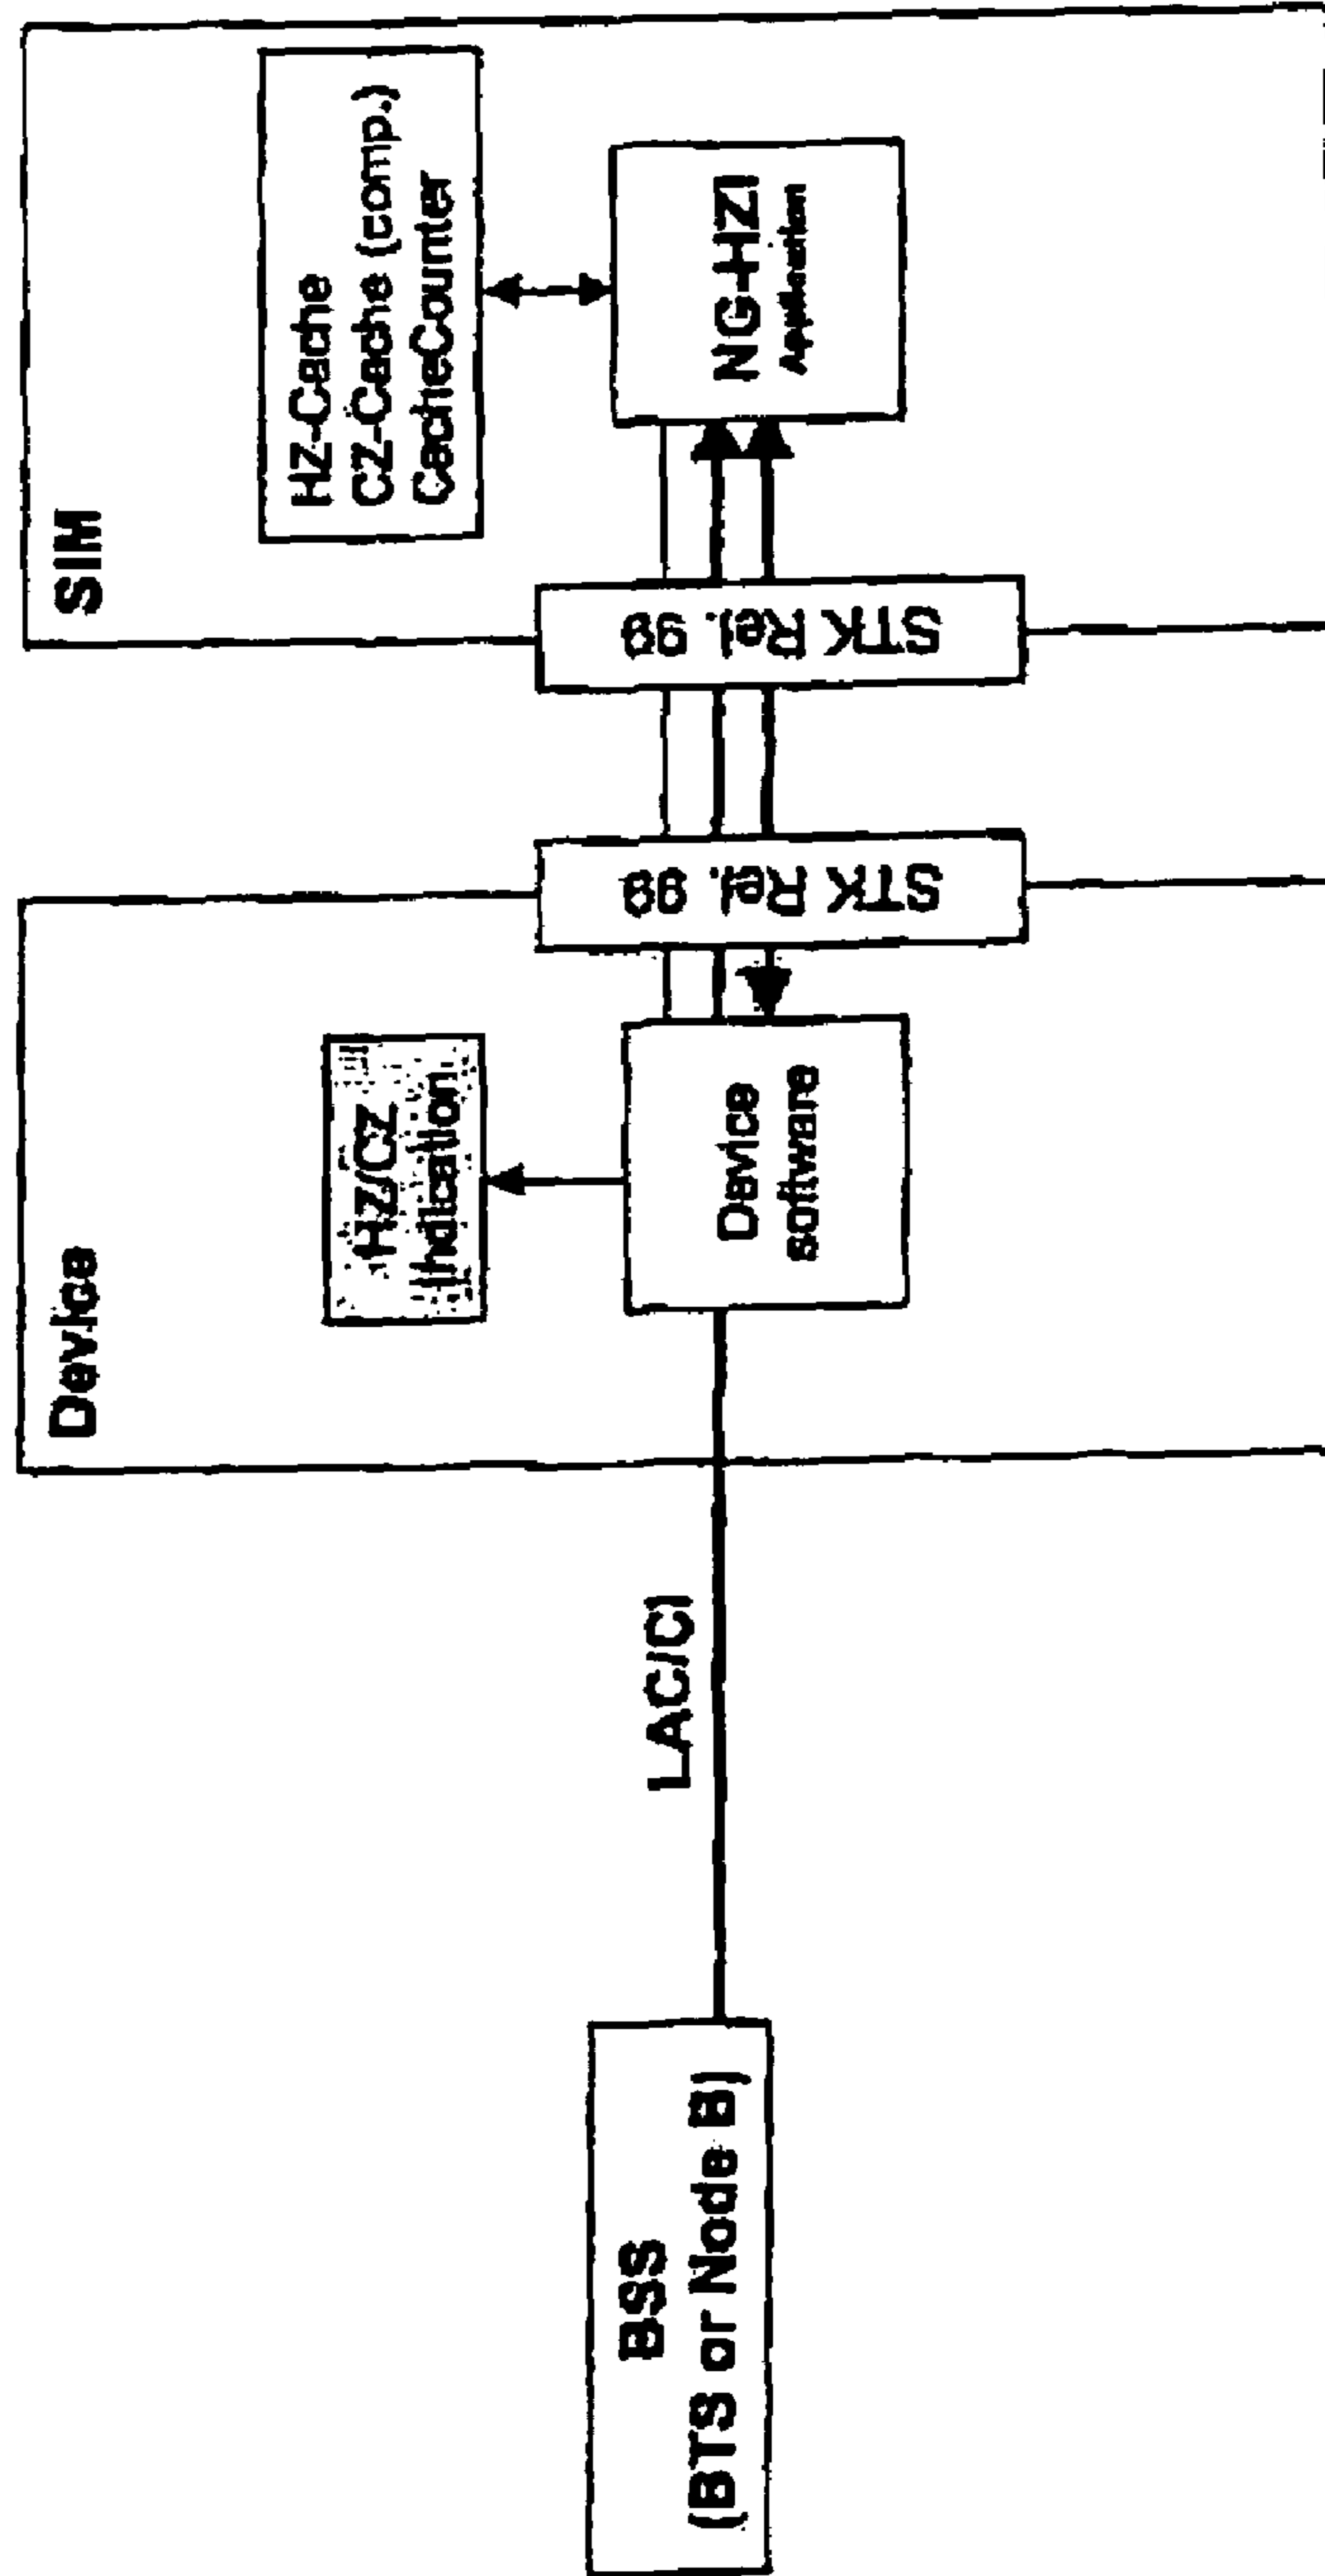 SIM
HZ-Cache
CZ-Cache (comp.)
CacheCounter
NG-HZI
Application
STK Rel. 99
STK Rel. 99
Device
HZ/CZ
Indication
Device
software
LAC/CI
BSS
(BTS or Node B)